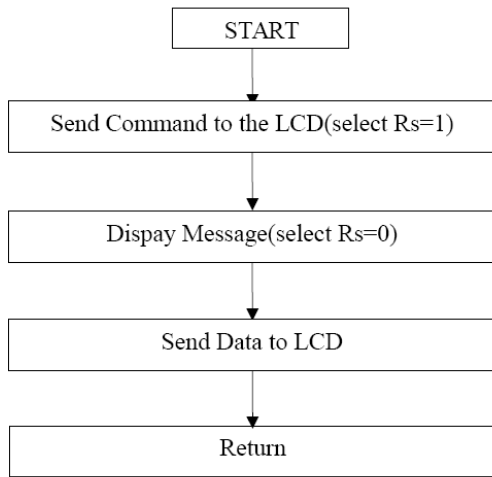 START
Send Command to the LCD(select Rs=1)
Dispay Message(select Rs=0)
Send Data to LCD
Return